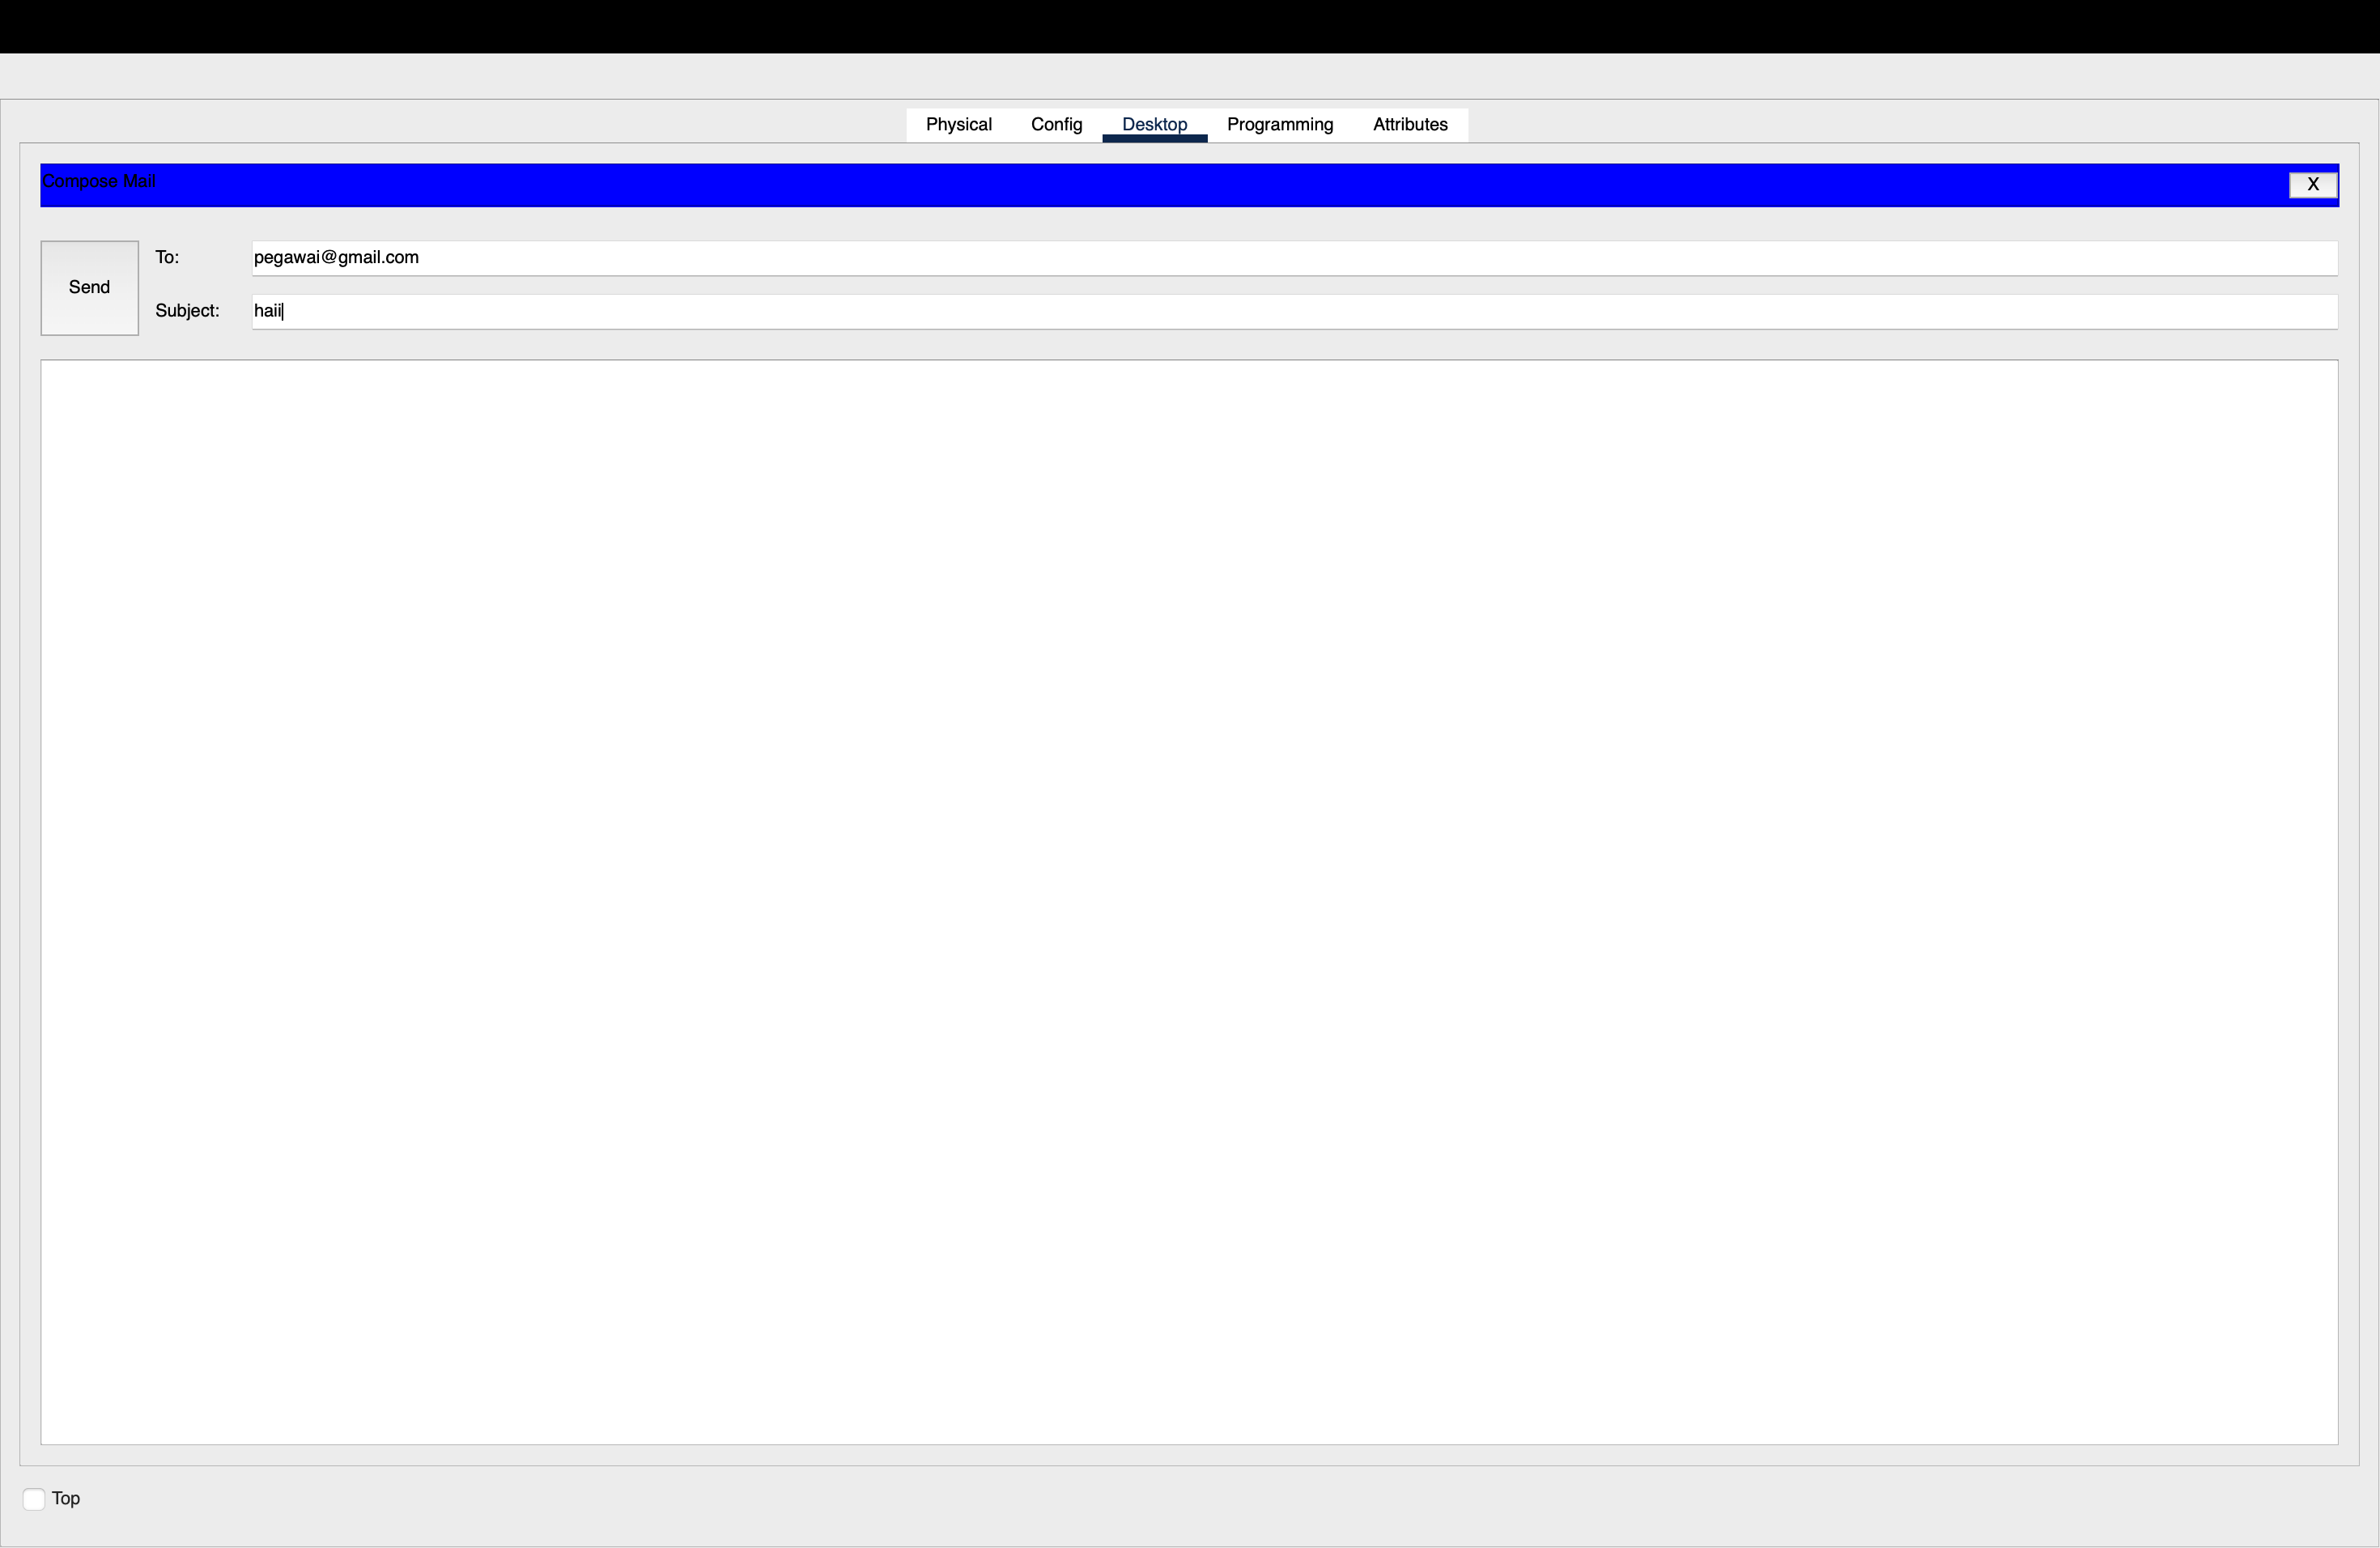 Physical Config Desktop Programming Attributes
Compose Mail X
Send
To: pegawai@gmail.com
Subject: haii
Top